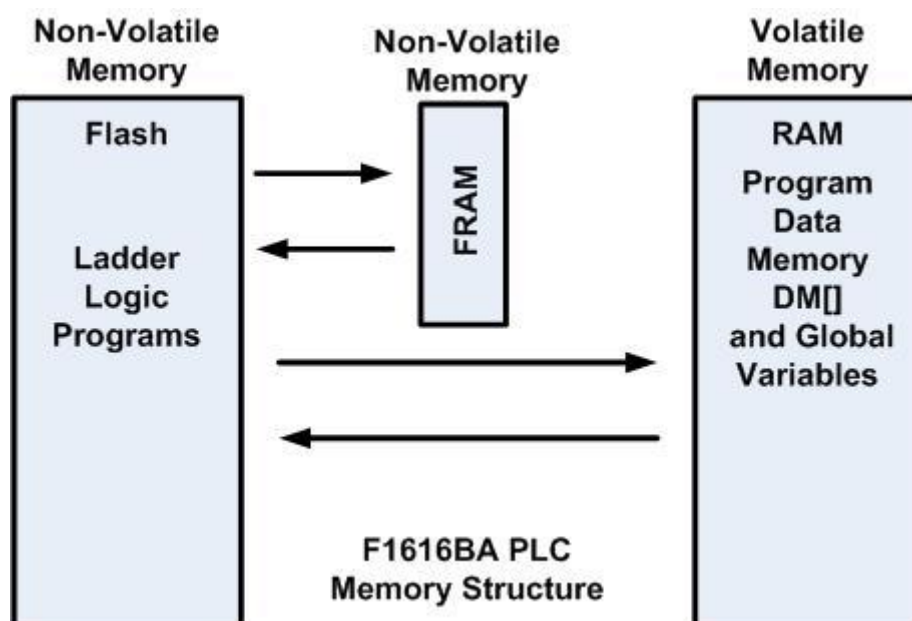 Non-Volatile
Memory
Flash
Ladder
Logic
Programs
Non-Volatile
Memory
FRAM
Volatile
Memory
RAM
Program
Data
Memory
DM[]
and Global
Variables
F1616BA PLC
Memory Structure